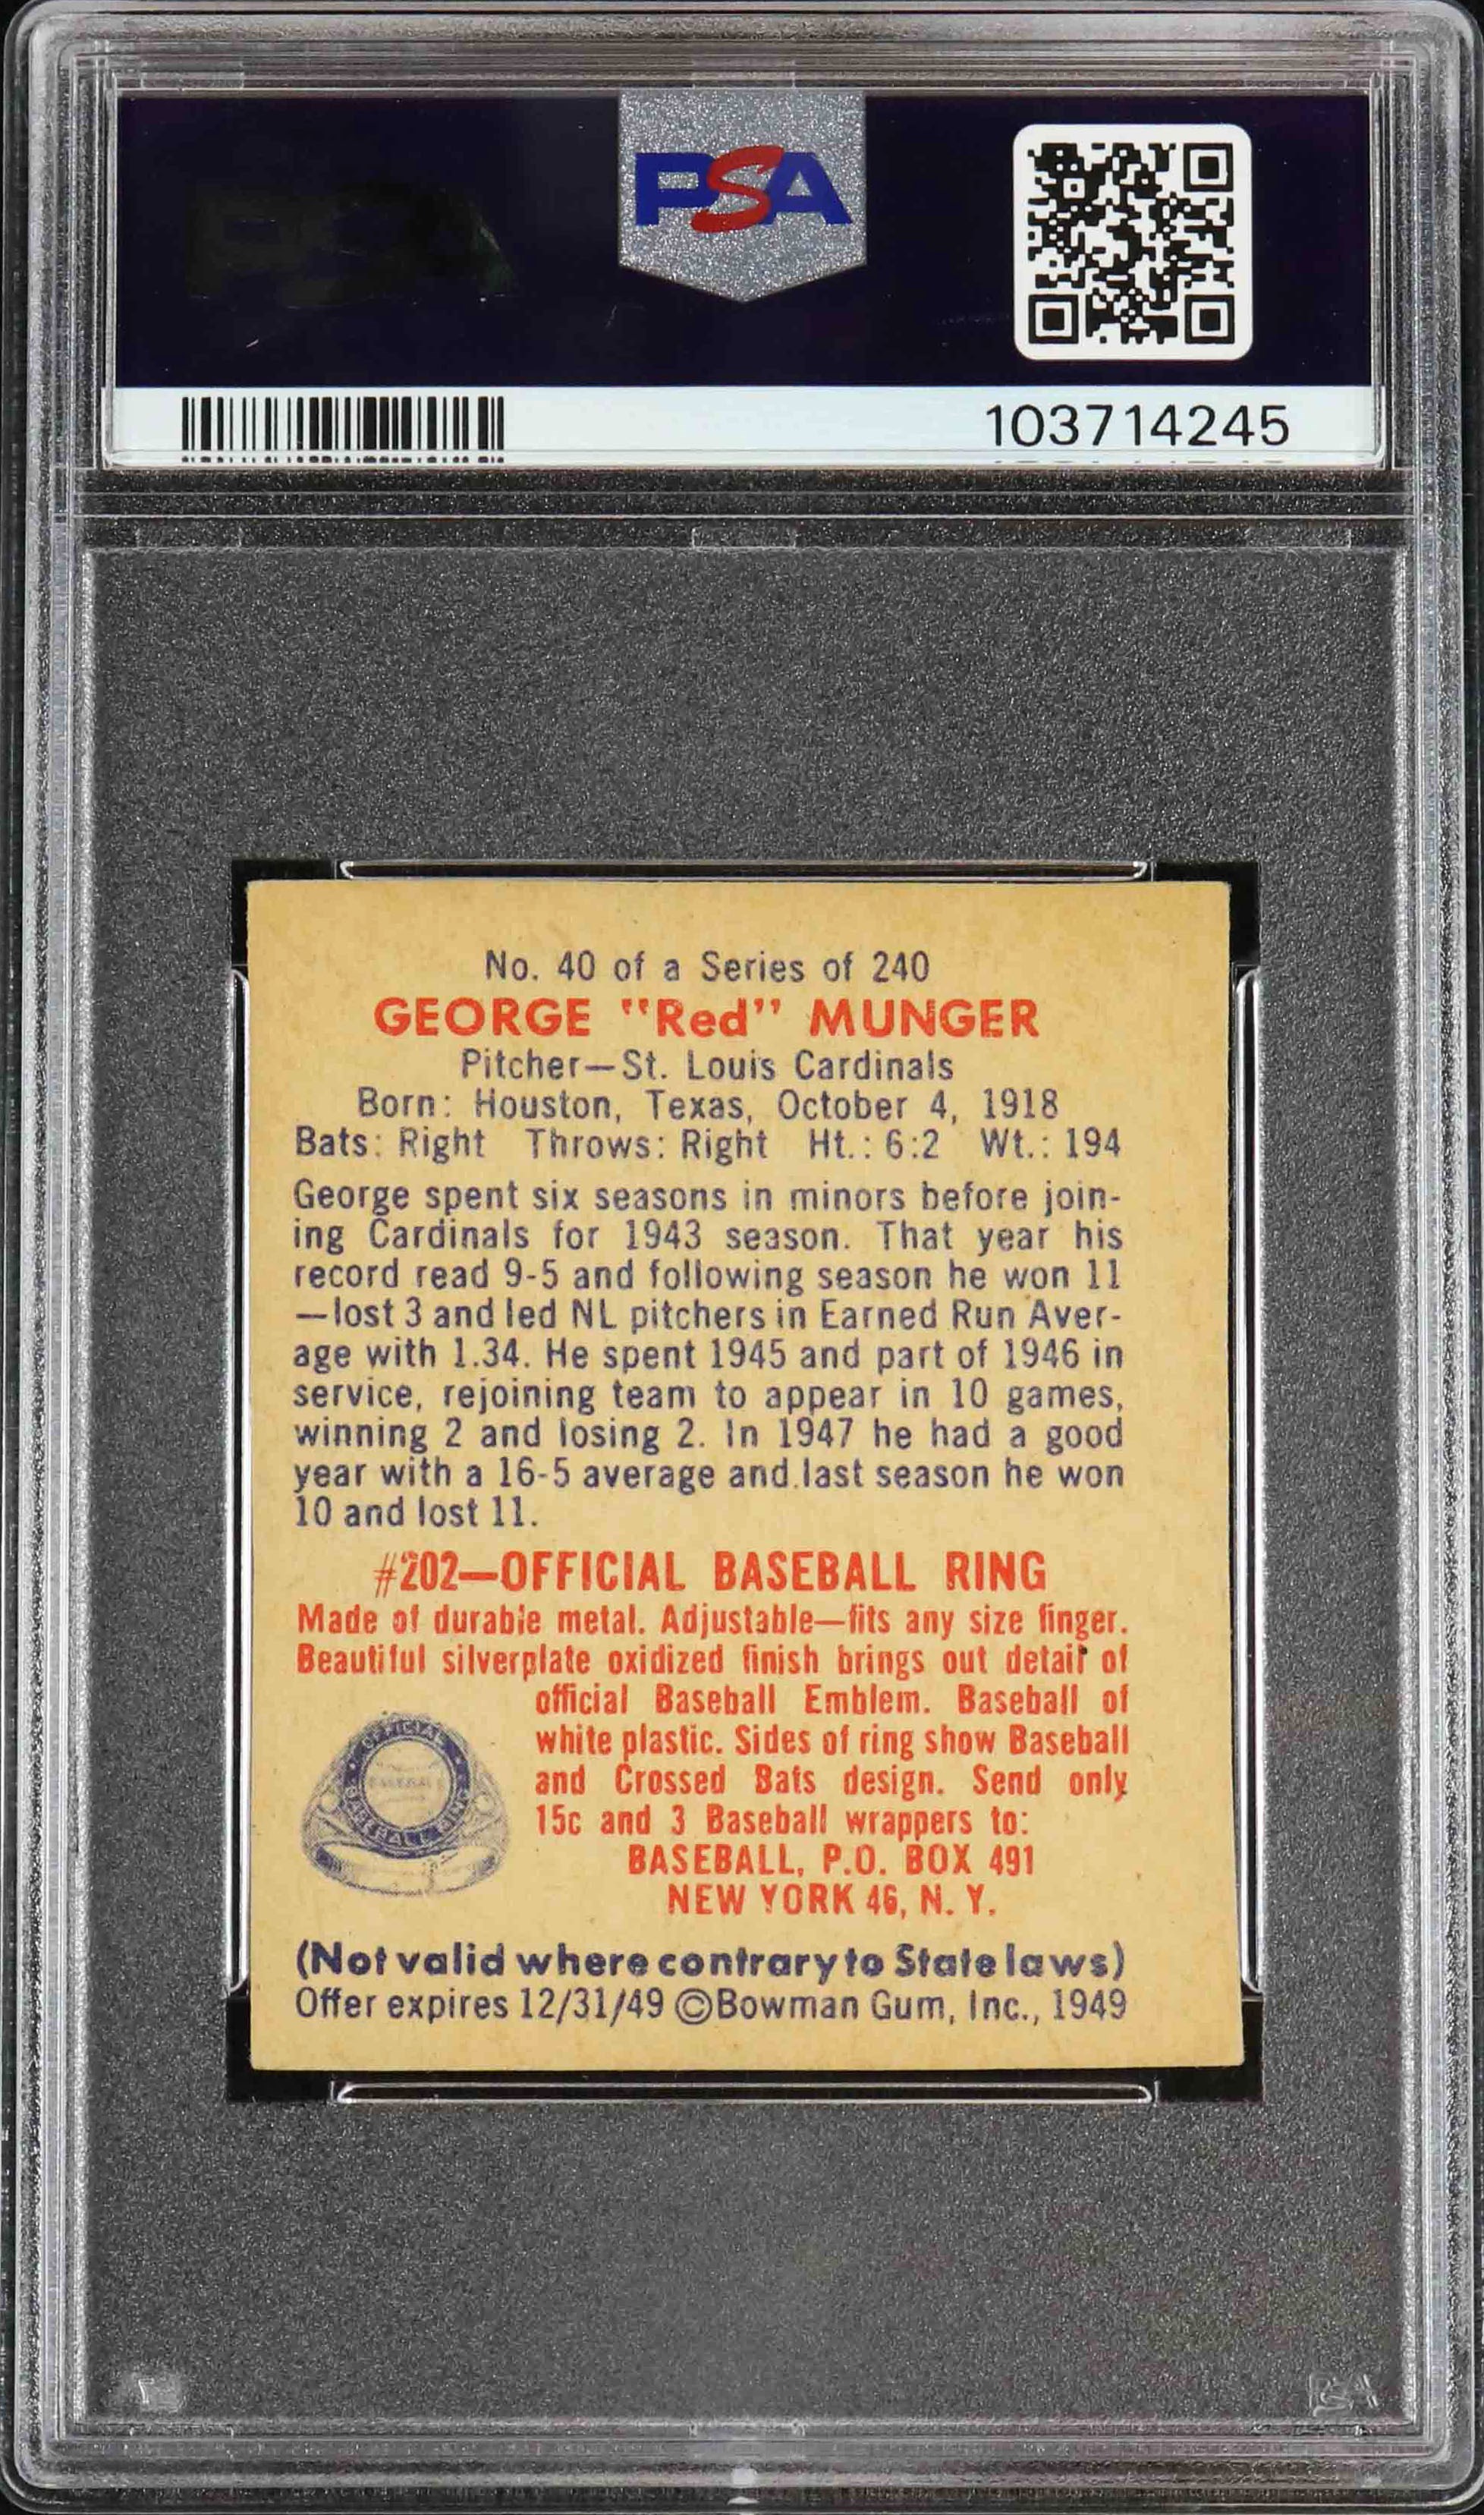 PSA
103714245
No. 40 of a Series of 240
GEORGE "Red" MUNGER
Pitcher—St. Louis Cardinals
Born: Houston, Texas, October 4, 1918
Bats: Right Throws: Right Ht.: 6:2 Wt.: 194
George spent six seasons in minors before join-
ing Cardinals for 1943 season. That year his
record read 9-5 and following season he won 11
—lost 3 and led NL pitchers in Earned Run Aver-
age with 1.34. He spent 1945 and part of 1946 in
service, rejoining team to appear in 10 games,
winning 2 and losing 2. In 1947 he had a good
year with a 16-5 average and last season he won
10 and lost 11.
#202—OFFICIAL BASEBALL RING
Made of durable metal. Adjustable—fits any size finger.
Beautiful silverplate oxidized finish brings out detail of
official Baseball Emblem. Baseball of
white plastic. Sides of ring show Baseball
and Crossed Bats design. Send only
15c and 3 Baseball wrappers to:
BASEBALL, P.O. BOX 491
NEW YORK 46, N. Y.
OFFICIAL
BASEBALL RING
(Not valid where contrary to State laws)
Offer expires 12/31/49 ©Bowman Gum, Inc., 1949
PSA